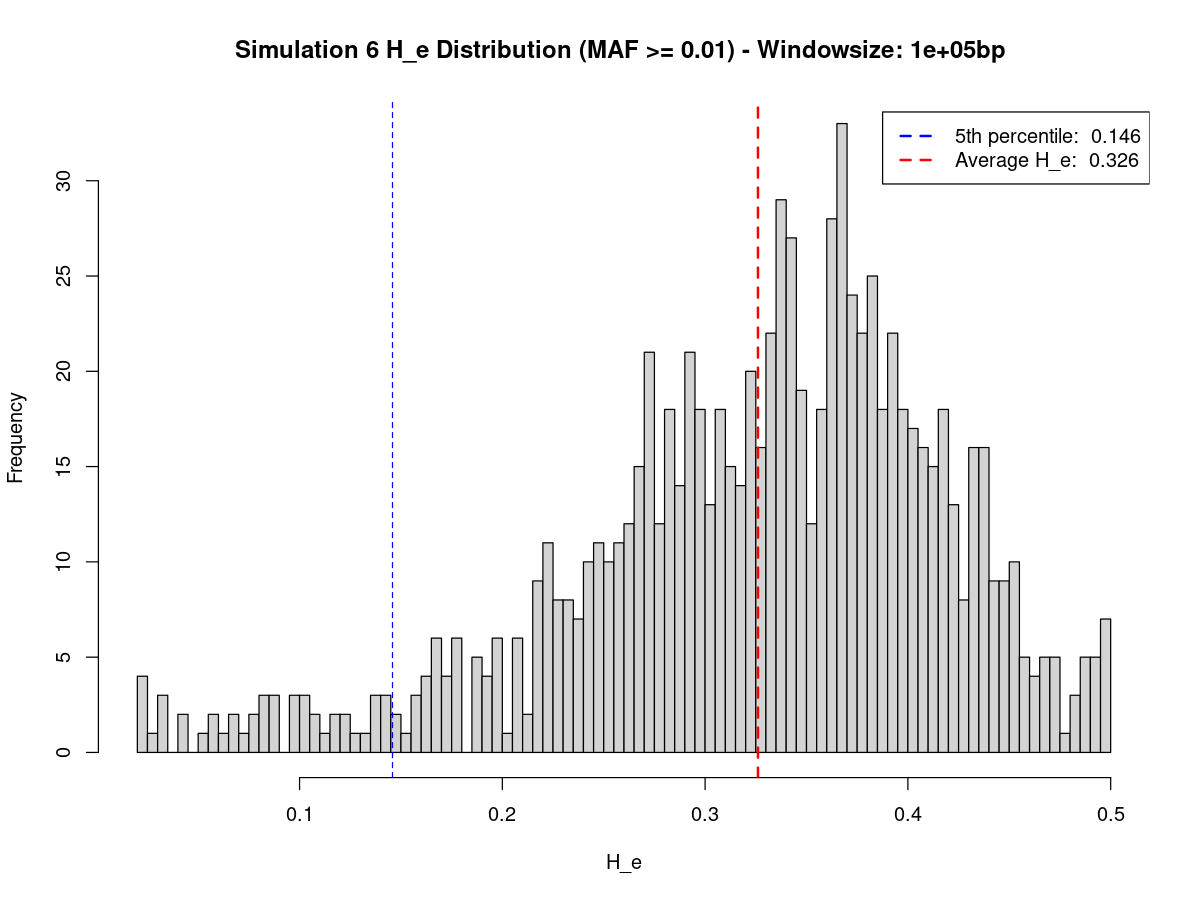 Simulation 6 H_e Distribution (MAF >= 0.01) - Windowsize: 1e+05bp
5th percentile: 0.146
Average H_e: 0.326
Frequency
30
25
20
15
10
5
0
0.1 0.2 0.3 0.4 0.5
H_e